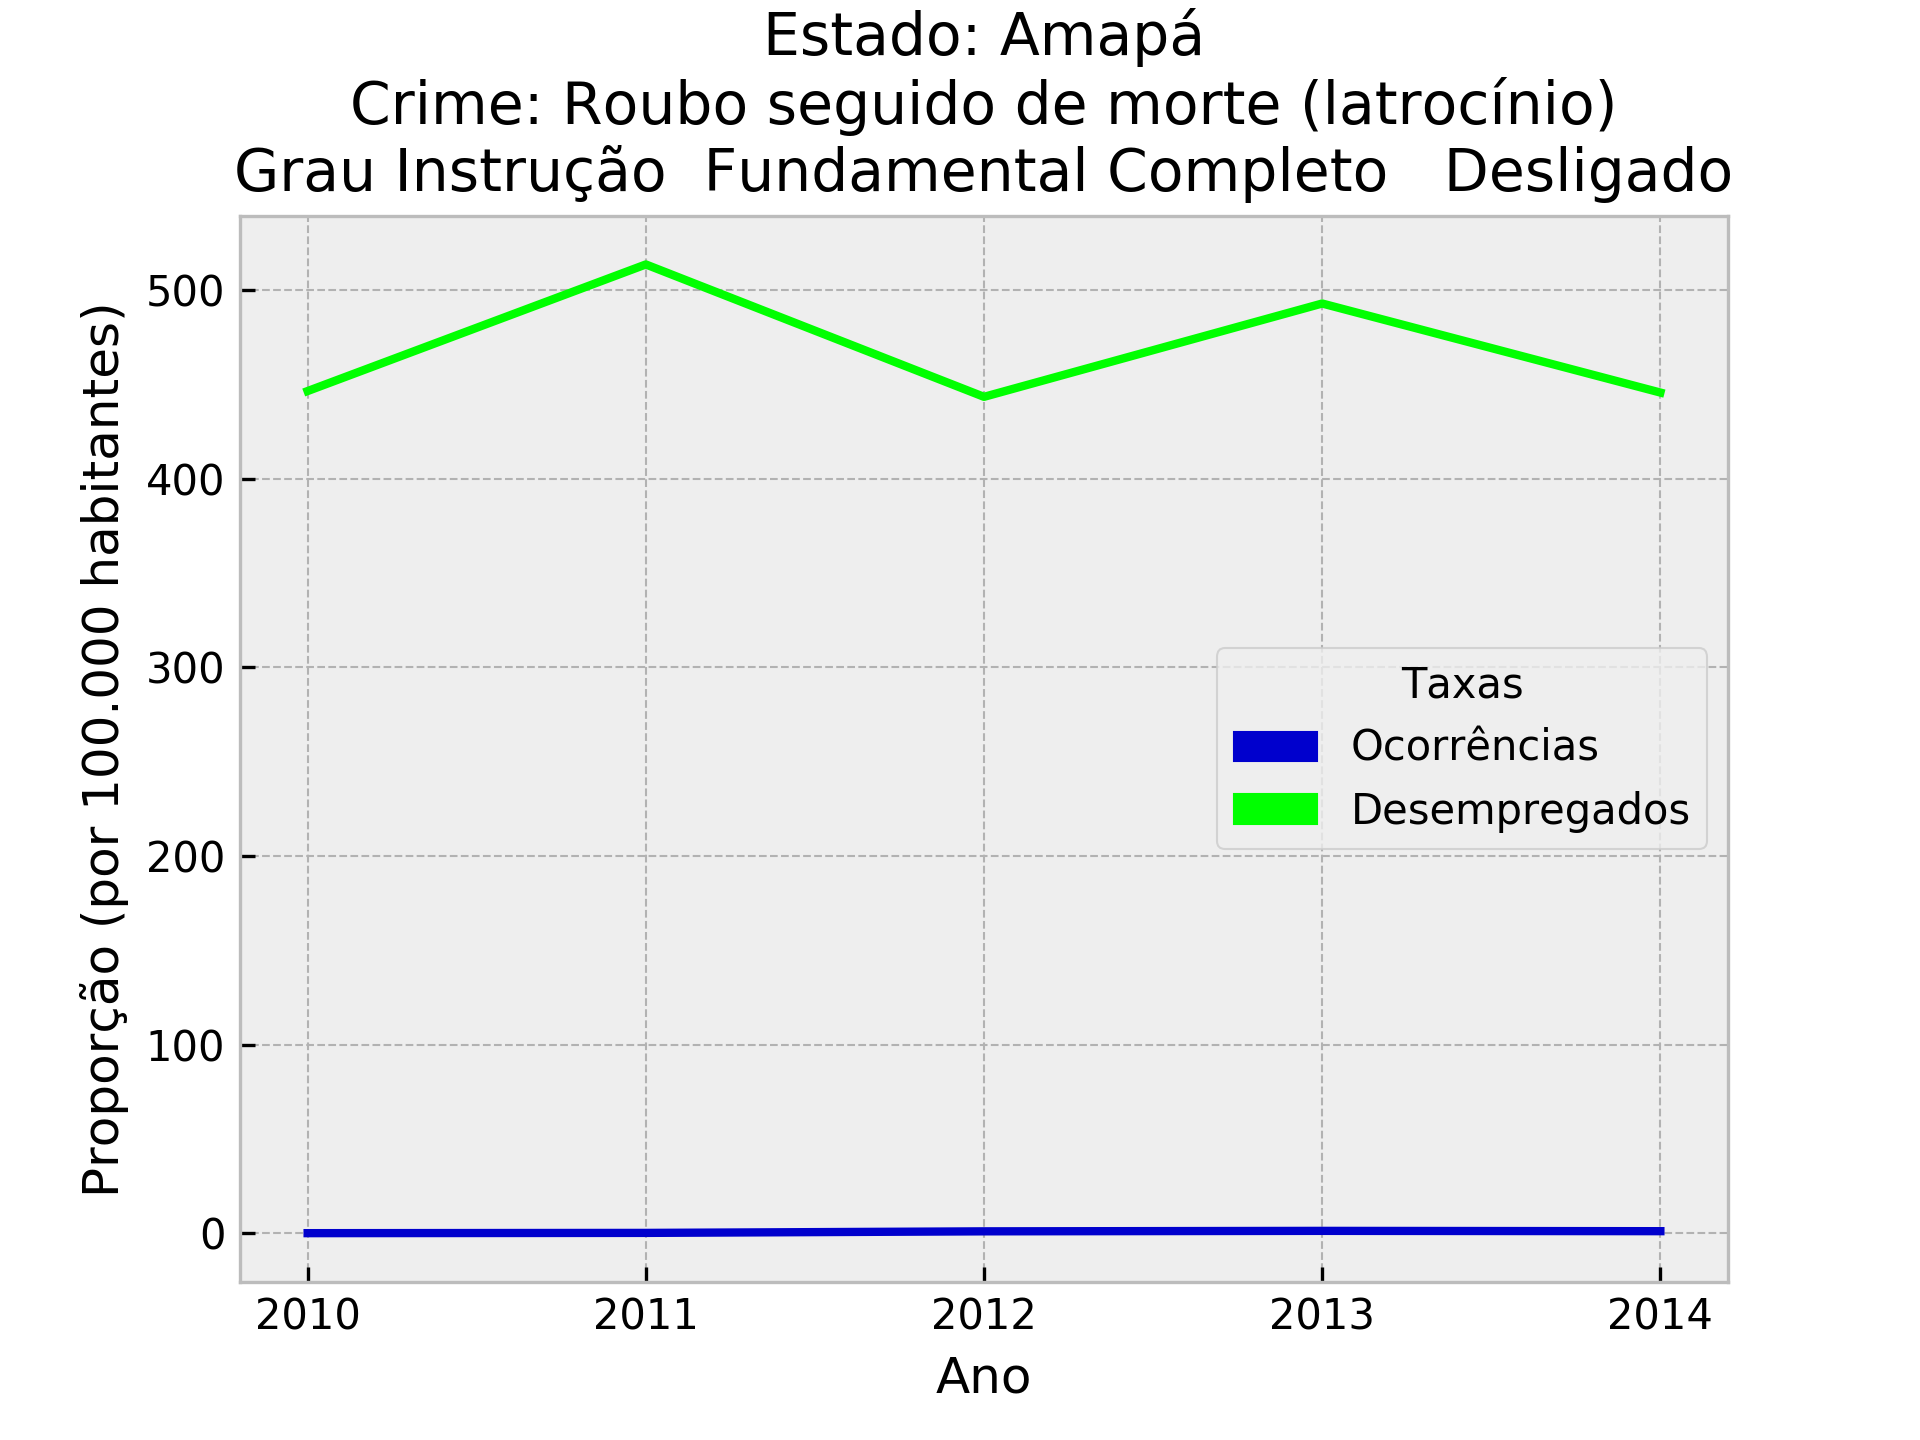 Estado: Amapá
Crime: Roubo seguido de morte (latrocínio)
Grau Instrução  Fundamental Completo   Desligado
Proporção (por 100.000 habitantes)
500
400
300
200
100
0
Taxas
Ocorrências
Desempregados
2010
2011
2012
2013
2014
Ano